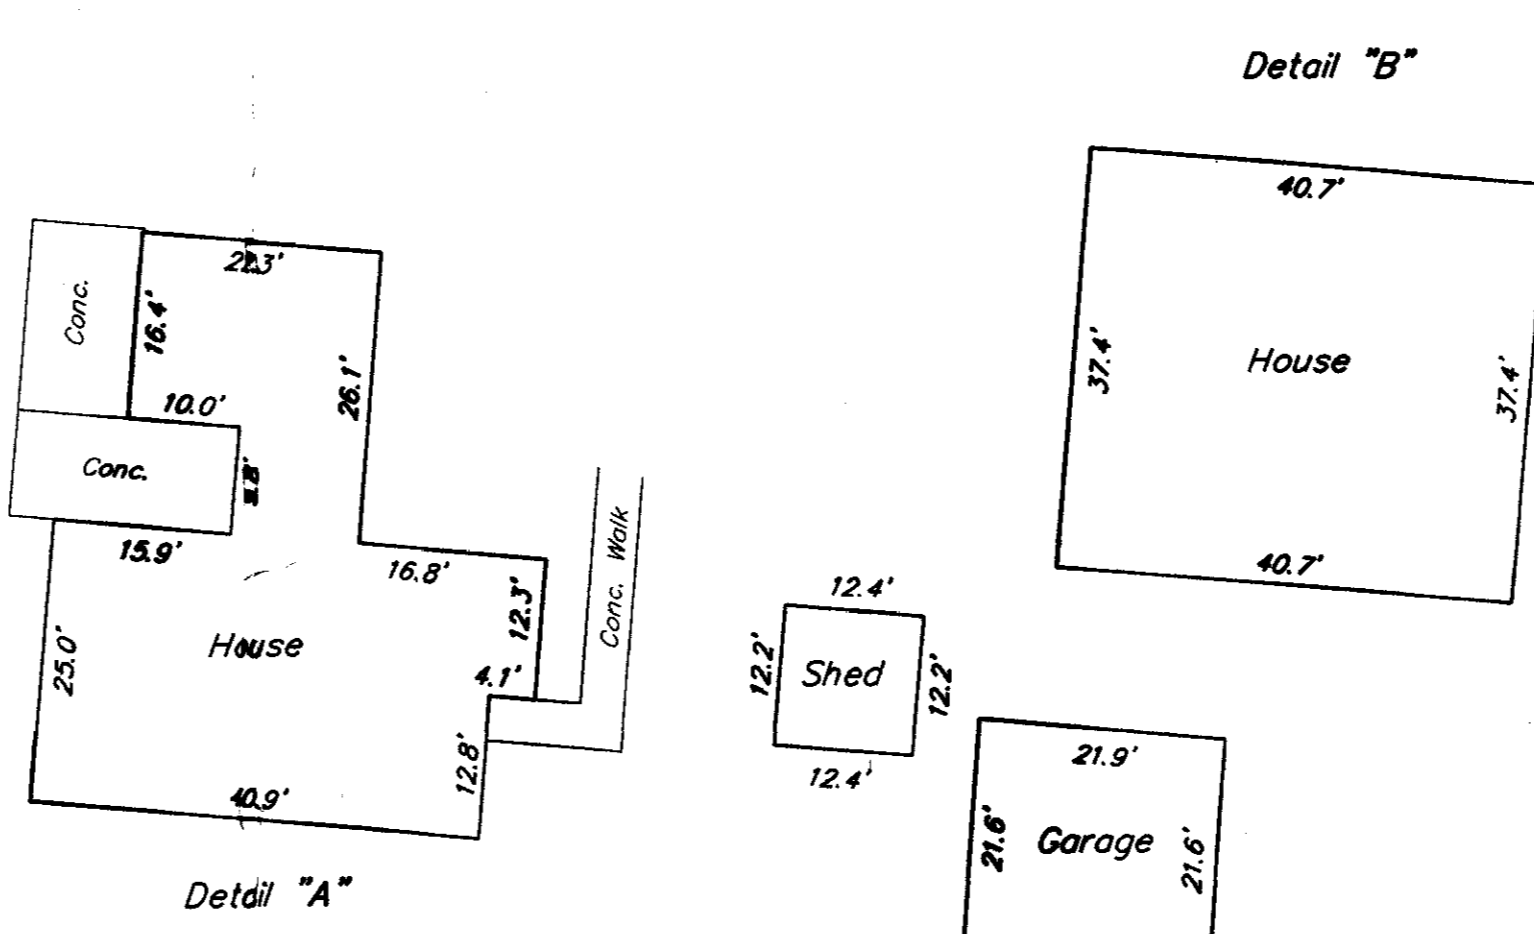 Detail "B"
40.7'
37.4'
House
37.4'
40.7'
Conc.
16.4'
10.0'
26.1'
Conc.
15.9'
16.8'
12.3'
Conc. Walk
25.0'
House
4.1'
12.8'
40.9'
Detail "A"
12.4'
12.2'
Shed
12.2'
12.4'
21.9'
21.6'
Garage
21.6'